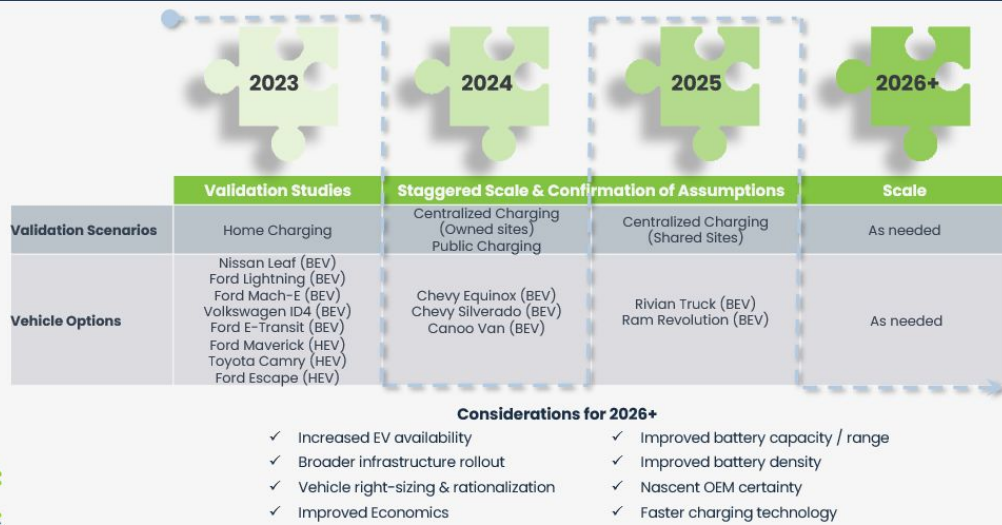 2023
2024
2025
2026+
Validation Studies
Staggered Scale & Confirmation of Assumptions
Scale
Validation Scenarios
Home Charging
Centralized Charging
(Owned sites)
Public Charging
Centralized Charging
(Shared Sites)
As needed
Vehicle Options
Nissan Leaf (BEV)
Ford Lightning (BEV)
Ford Mach-E (BEV)
Volkswagen ID4 (BEV)
Ford E-Transit (BEV)
Ford Maverick (HEV)
Toyota Camry (HEV)
Ford Escape (HEV)
Chevy Equinox (BEV)
Chevy Silverado (BEV)
Canoo Van (BEV)
Rivian Truck (BEV)
Ram Revolution (BEV)
As needed
Considerations for 2026+
✓ Increased EV availability
✓ Broader infrastructure rollout
✓ Vehicle right-sizing & rationalization
✓ Improved Economics
✓ Improved battery capacity / range
✓ Improved battery density
✓ Nascent OEM certainty
✓ Faster charging technology